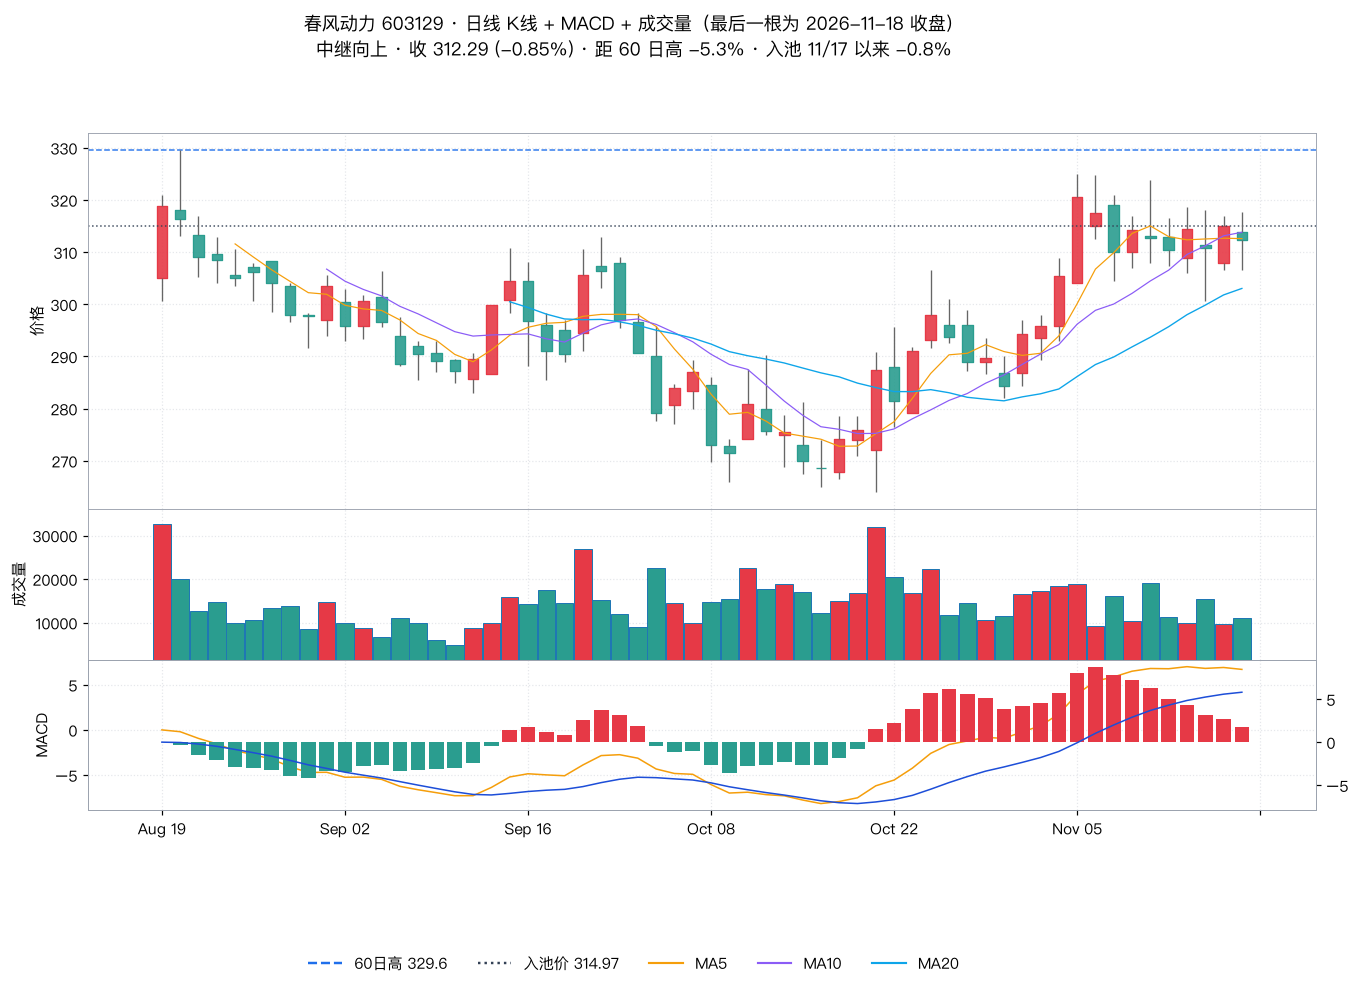 春风动力 603129 · 日线 K线 + MACD + 成交量（最后一根为 2026−11−18 收盘）
中继向上 · 收 312.29 (−0.85%) · 距 60 日高 −5.3% · 入池 11/17 以来 −0.8%
价格
330
320
310
300
290
280
270
成交量
30000
20000
10000
MACD
5
0
−5
5
0
−5
Aug 19
Sep 02
Sep 16
Oct 08
Oct 22
Nov 05
60日高 329.6
入池价 314.97
MA5
MA10
MA20